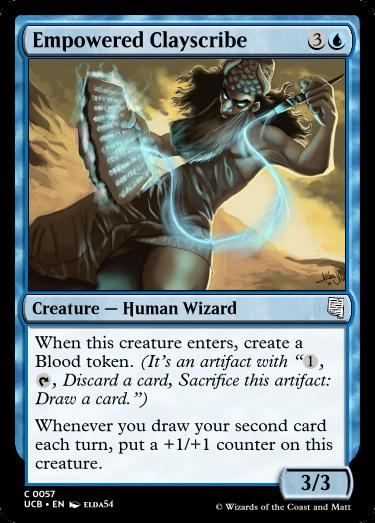 Empowered Clayscribe 3
Creature — Human Wizard
When this creature enters, create a
Blood token. (It's an artifact with “1,
, Discard a card, Sacrifice this artifact:
Draw a card.”)
Whenever you draw your second card
each turn, put a +1/+1 counter on this
creature.
3/3
C 0057
UCB • EN ELDA54
© Wizards of the Coast and Matt